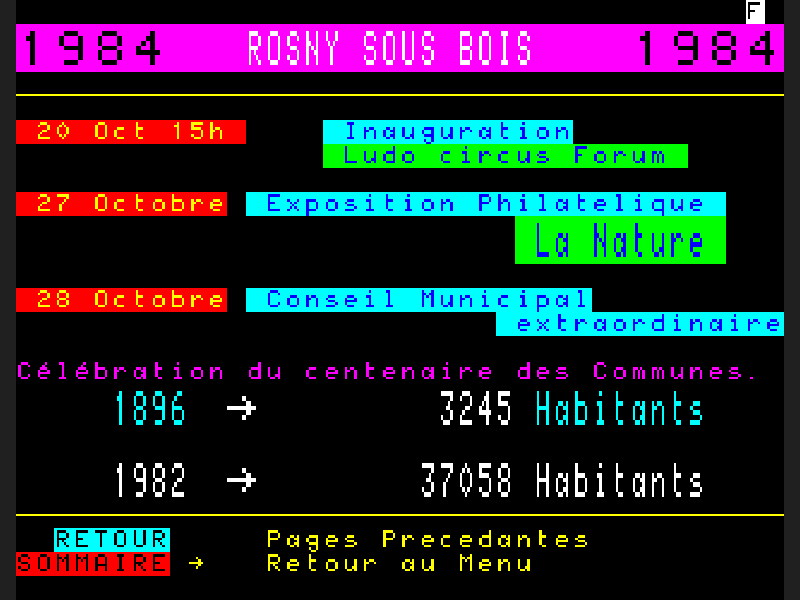 F
1984 ROSNY SOUS BOIS 1984
20 Oct 15h Inauguration
Ludo circus Forum
27 Octobre Exposition Philatelique
La Nature
28 Octobre Conseil Municipal
extraordinaire
Célébration du centenaire des Communes.
1896 → 3245 Habitants
1982 → 37058 Habitants
RETOUR Pages Precedantes
SOMMAIRE → Retour au Menu